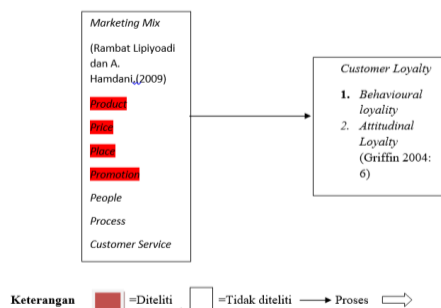 Marketing Mix
(Rambat Lipiyoadi
dan A.
Hamdani,(2009)
Product
Price
Place
Promotion
People
Process
Customer Service
Customer Loyalty
1. Behavioural
loyality
2. Attitudinal
Loyalty
(Griffin 2004:
6)
Keterangan =Diteliti =Tidak diteliti Proses